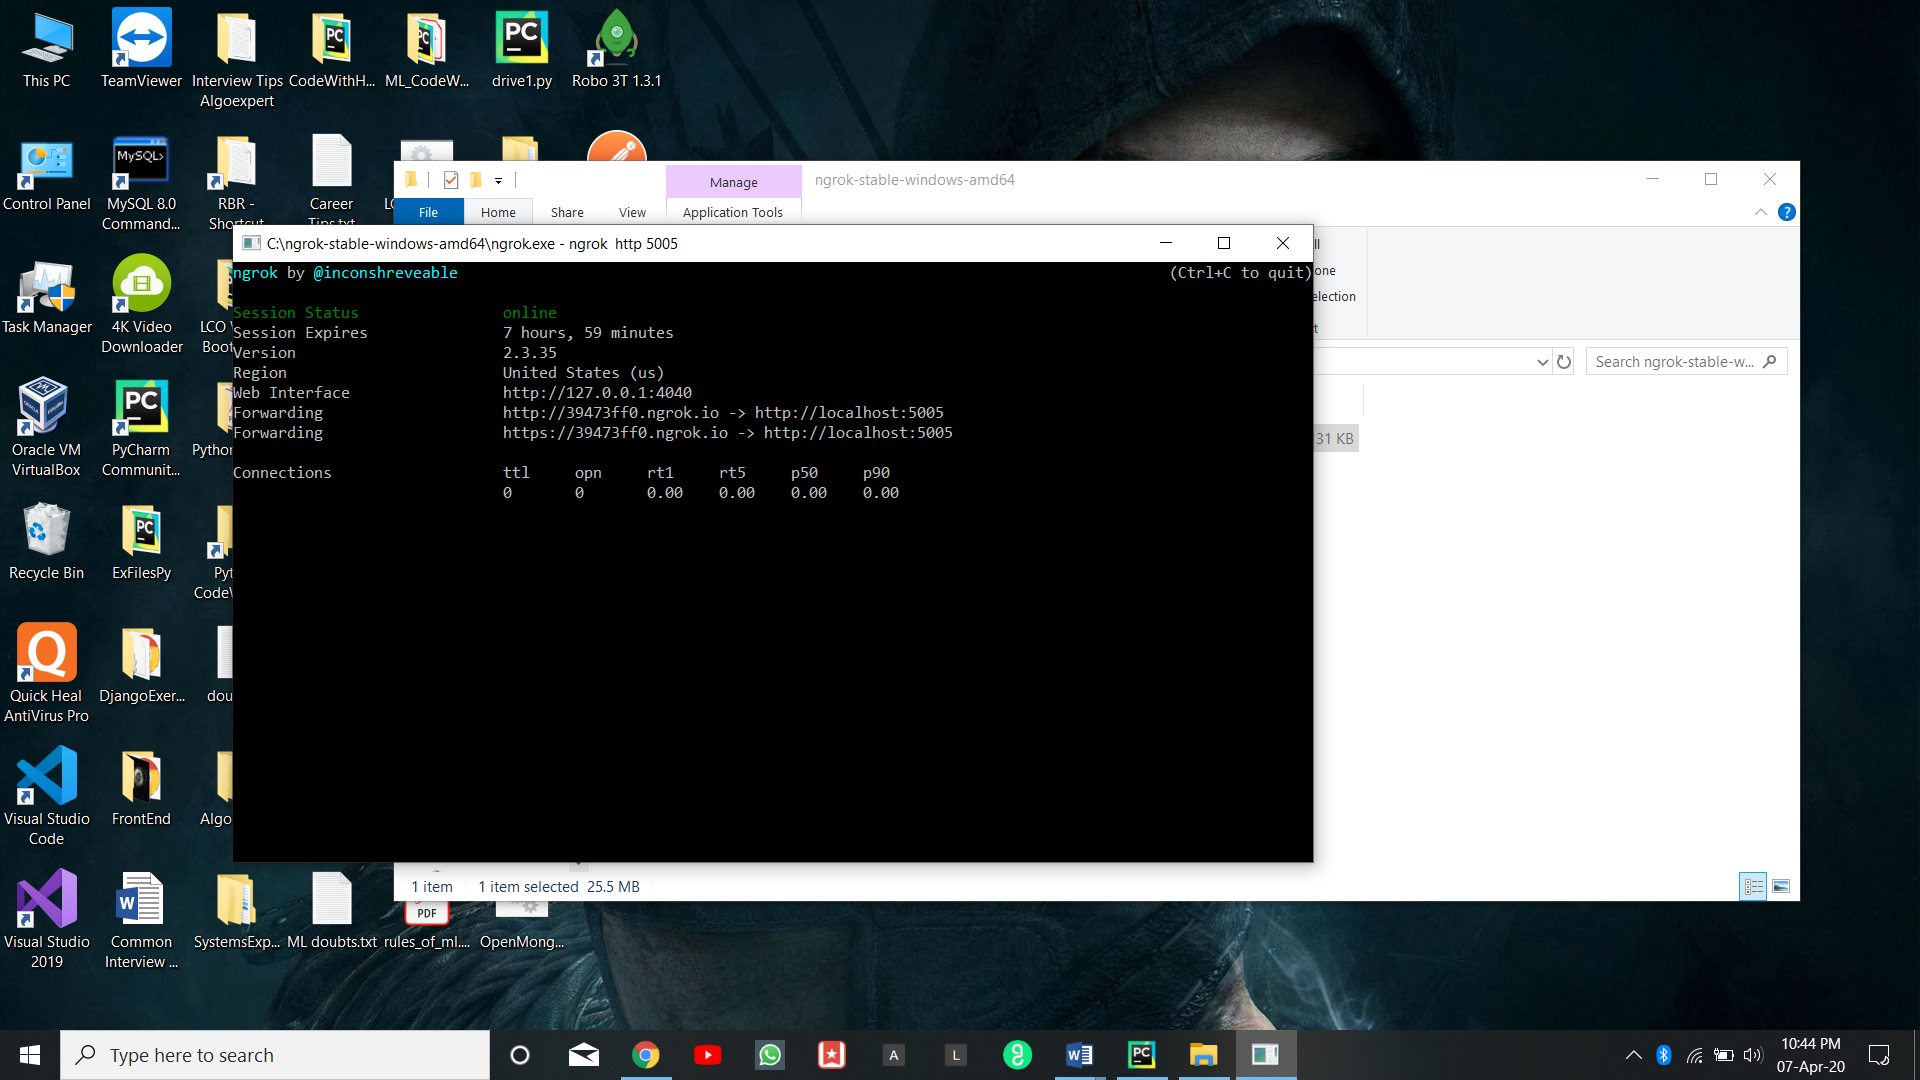 This PC
TeamViewer
Interview Tips Algoexpert
CodeWithH...
ML_CodeW...
drive1.py
Robo 3T 1.3.1
Control Panel
MySQL>
MySQL 8.0 Command...
RBR -
Career
Task Manager
4K Video Downloader
LCO
Boot
Oracle VM VirtualBox
PyCharm Communit...
Python
Recycle Bin
ExFilesPy
Pyt
CodeW
Quick Heal AntiVirus Pro
DjangoExer...
dou
Visual Studio Code
FrontEnd
Algo
Visual Studio 2019
Common Interview ...
SystemsExp...
ML doubts.txt
PDF
rules_of_ml....
OpenMong...
Manage
ngrok-stable-windows-amd64
File
Home
Share
View
Application Tools
C:\ngrok-stable-windows-amd64\ngrok.exe - ngrok  http 5005
ngrok by @inconshreveable (Ctrl+C to quit)
Session Status online
Session Expires 7 hours, 59 minutes
Version 2.3.35
Region United States (us)
Web Interface http://127.0.0.1:4040
Forwarding http://39473ff0.ngrok.io -> http://localhost:5005
Forwarding https://39473ff0.ngrok.io -> http://localhost:5005
Connections ttl opn rt1 rt5 p50 p90
0 0 0.00 0.00 0.00 0.00
Search ngrok-stable-w...
31 KB
1 item 1 item selected 25.5 MB
Type here to search
10:44 PM
07-Apr-20